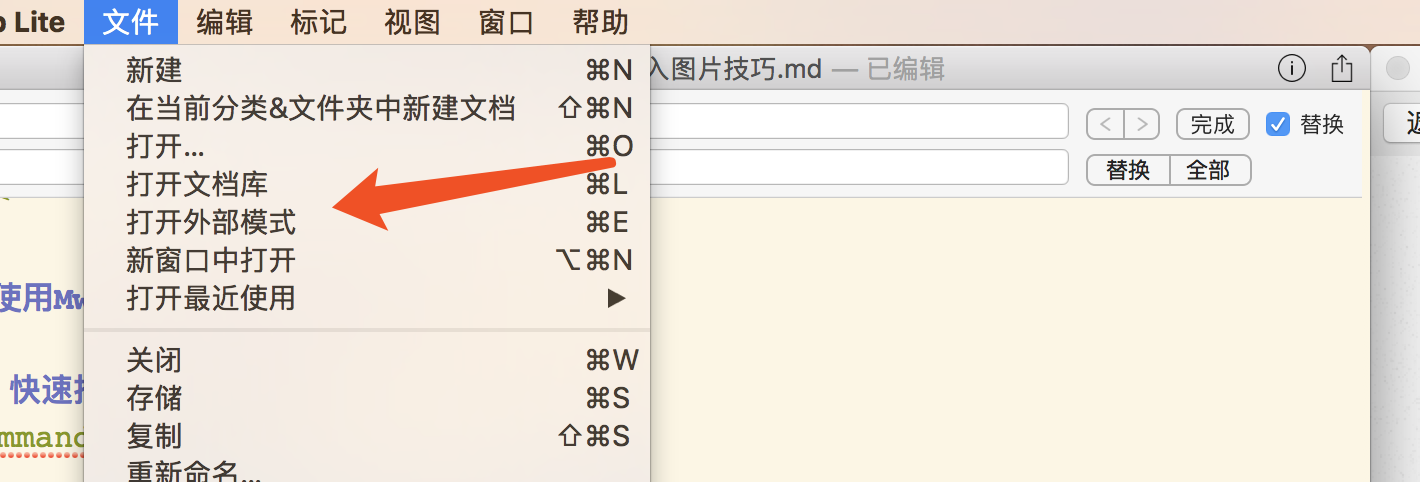 Lite 文件 编辑 标记 视图 窗口 帮助
入图片技巧.md — 已编辑
新建 ⌘N
在当前分类&文件夹中新建文档 ⇧⌘N
打开... ⌘O
打开文档库 ⌘L
打开外部模式 ⌘E
新窗口中打开 ⌥⌘N
打开最近使用 ▶
关闭 ⌘W
存储 ⌘S
复制 ⇧⌘S
重新命名...
< > 完成 替换
替换 全部
使用Mw
快速
mmand